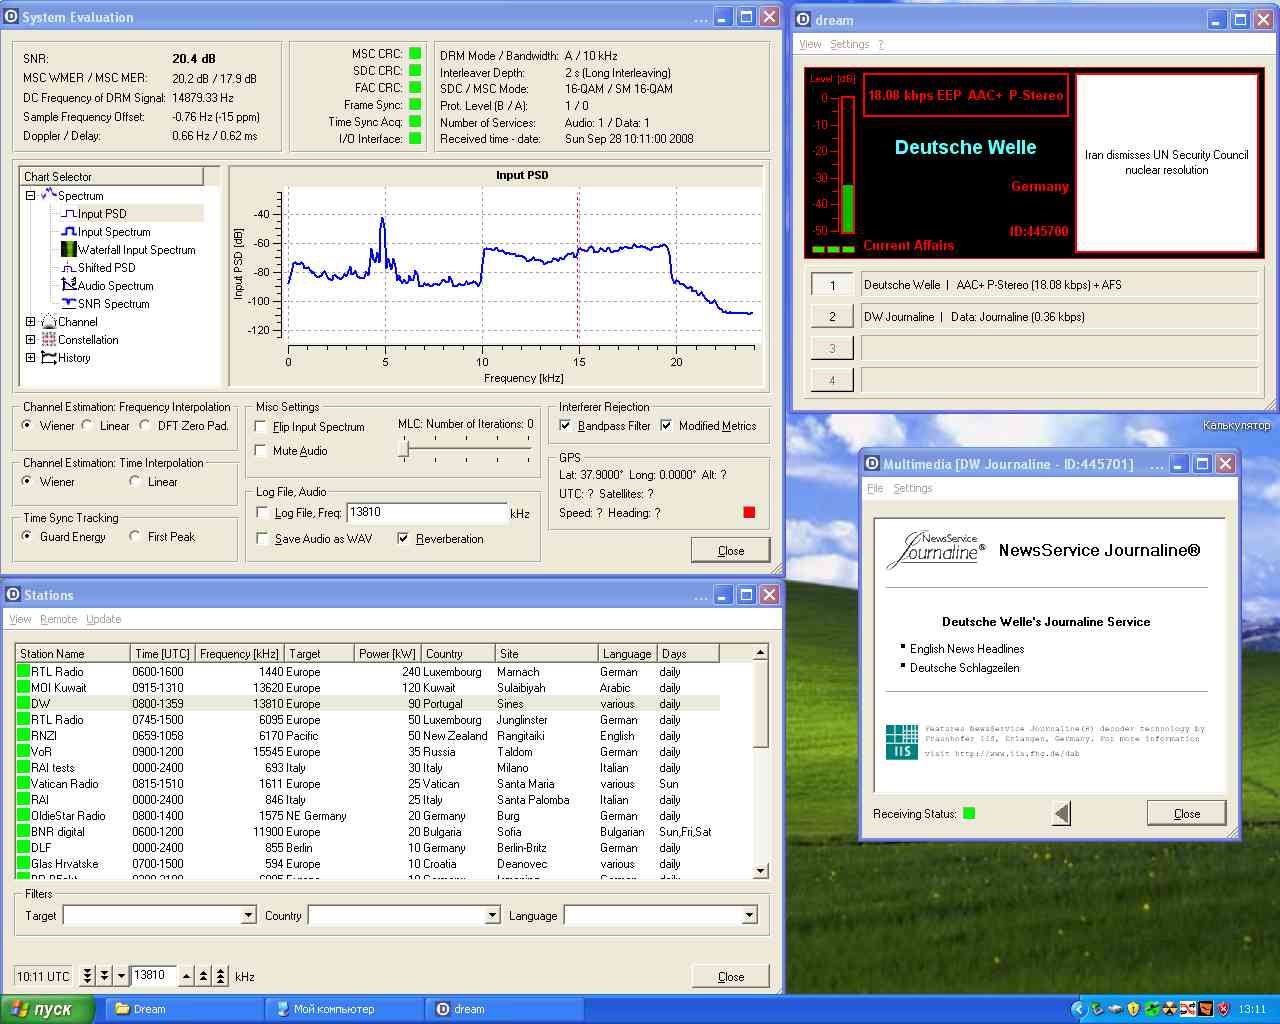 System Evaluation
...
SNR: 20.4 dB
MSC WMER / MSC MER: 20,2 dB / 17,9 dB
DC Frequency of DRM Signal: 14879.33 Hz
Sample Frequency Offset: -0.76 Hz (-15 ppm)
Doppler / Delay: 0.66 Hz / 0.62 ms
MSC CRC:
SDC CRC:
FAC CRC:
Frame Sync:
Time Sync Acq:
I/O Interface:
DRM Mode / Bandwidth: A / 10 kHz
Interleaver Depth: 2 s (Long Interleaving)
SDC / MSC Mode: 16-QAM / SM 16-QAM
Prot. Level (B / A): 1 / 0
Number of Services: Audio: 1 / Data: 1
Received time - date: Sun Sep 28 10:11:00 2008
Chart Selector
Spectrum
Input PSD
Input Spectrum
Waterfall Input Spectrum
Shifted PSD
Audio Spectrum
SNR Spectrum
Channel
Constellation
History
Input PSD
Input PSD [dB]
-40
-60
-80
-100
-120
0 5 10 15 20
Frequency [kHz]
Channel Estimation: Frequency Interpolation
Wiener Linear DFT Zero Pad.
Channel Estimation: Time Interpolation
Wiener Linear
Time Sync Tracking
Guard Energy First Peak
Misc Settings
Flip Input Spectrum
Mute Audio
MLC: Number of Iterations: 0
Log File, Audio
Log File, Freq: 13810 kHz
Save Audio as WAV Reverberation
Interferer Rejection
Bandpass Filter Modified Metrics
GPS
Lat: 37.9000° Long: 0.0000° Alt: ?
UTC: ? Satellites: ?
Speed: ? Heading: ?
Close
dream
View Settings ?
Level [dB]
0
-10
-20
-30
-40
-50
18.08 kbps EEP AAC+ P-Stereo
Deutsche Welle
Germany
ID:445700
Current Affairs
Iran dismisses UN Security Council
nuclear resolution
1 Deutsche Welle | AAC+ P-Stereo (18.08 kbps) + AFS
2 DW Journaline | Data: Journaline (0.36 kbps)
3
4
Калькулятор
Multimedia [DW Journaline - ID:445701] ...
File Settings
NewsService
Journaline®
NewsService Journaline®
Deutsche Welle's Journaline Service
English News Headlines
Deutsche Schlagzeilen
IIS
Features NewsService Journaline(R) decoder technology by
Fraunhofer IIS, Erlangen, Germany. For more information
visit http://www.iis.fhg.de/dab
Receiving Status:
Close
Stations
...
View Remote Update
Station Name Time [UTC] Frequency [kHz] Target Power [kW] Country Site Language Days
RTL Radio 0600-1600 1440 Europe 240 Luxembourg Marnach German daily
MOI Kuwait 0915-1310 13620 Europe 120 Kuwait Sulaibiyah Arabic daily
DW 0800-1359 13810 Europe 90 Portugal Sines various daily
RTL Radio 0745-1500 6095 Europe 50 Luxembourg Junglinster German daily
RNZI 0659-1058 6170 Pacific 50 New Zealand Rangitaiki English daily
VoR 0900-1200 15545 Europe 35 Russia Taldom German daily
RAI tests 0000-2400 693 Italy 30 Italy Milano Italian daily
Vatican Radio 0815-1510 1611 Europe 25 Vatican Santa Maria various Sun
RAI 0000-2400 846 Italy 25 Italy Santa Palomba Italian daily
OldieStar Radio 0800-1400 1575 NE Germany 20 Germany Burg German daily
BNR digital 0600-1200 11900 Europe 20 Bulgaria Sofia Bulgarian Sun,Fri,Sat
DLF 0000-2400 855 Berlin 10 Germany Berlin-Britz German daily
Glas Hrvatske 0700-1500 594 Europe 10 Croatia Deanovec various daily
Filters
Target Country Language
10:11 UTC 13810 kHz
Close
пуск
Dream
Мой компьютер
dream
13:11